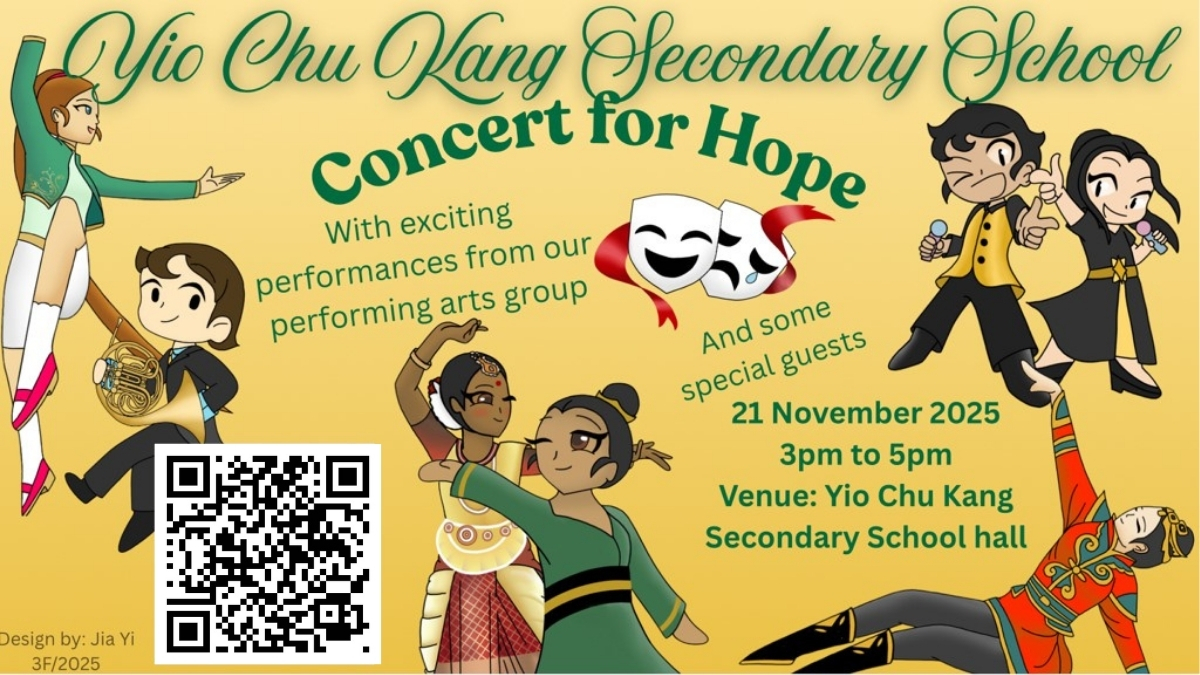 Yio Chu Kang Secondary School
Concert for Hope
With exciting
performances from our
performing arts group
And some
special guests
21 November 2025
3pm to 5pm
Venue: Yio Chu Kang
Secondary School hall
Design by: Jia Yi
3F/2025